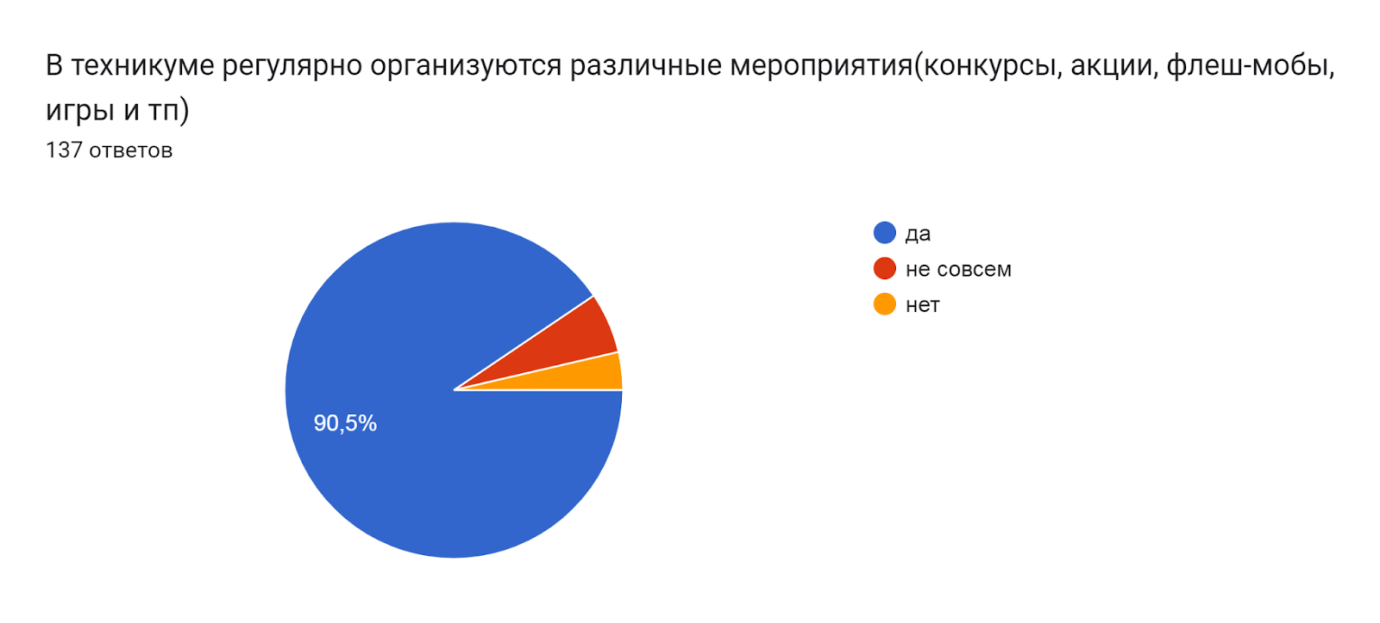 В техникуме регулярно организуются различные мероприятия(конкурсы, акции, флеш-мобы,
игры и тп)
137 ответов
да
не совсем
нет
90,5%